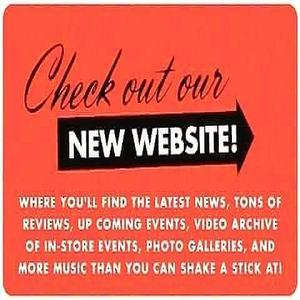 Check out our
NEW WEBSITE!
WHERE YOU'LL FIND THE LATEST NEWS, TONS OF
REVIEWS, UP COMING EVENTS, VIDEO ARCHIVE
OF IN-STORE EVENTS, PHOTO GALLERIES, AND
MORE MUSIC THAN YOU CAN SHAKE A STICK AT!